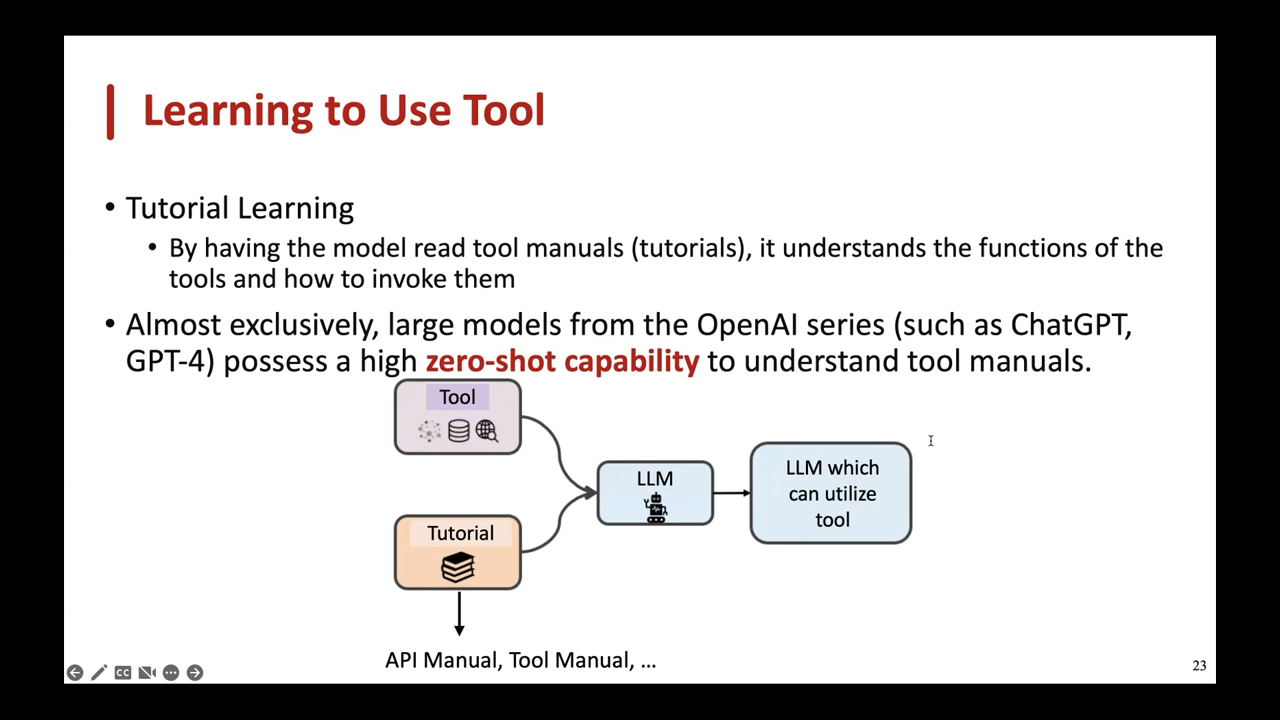 Learning to Use Tool
• Tutorial Learning
• By having the model read tool manuals (tutorials), it understands the functions of the
tools and how to invoke them
• Almost exclusively, large models from the OpenAI series (such as ChatGPT,
GPT-4) possess a high zero-shot capability to understand tool manuals.
Tool
LLM
LLM which
can utilize
tool
Tutorial
API Manual, Tool Manual, ...
CC
23